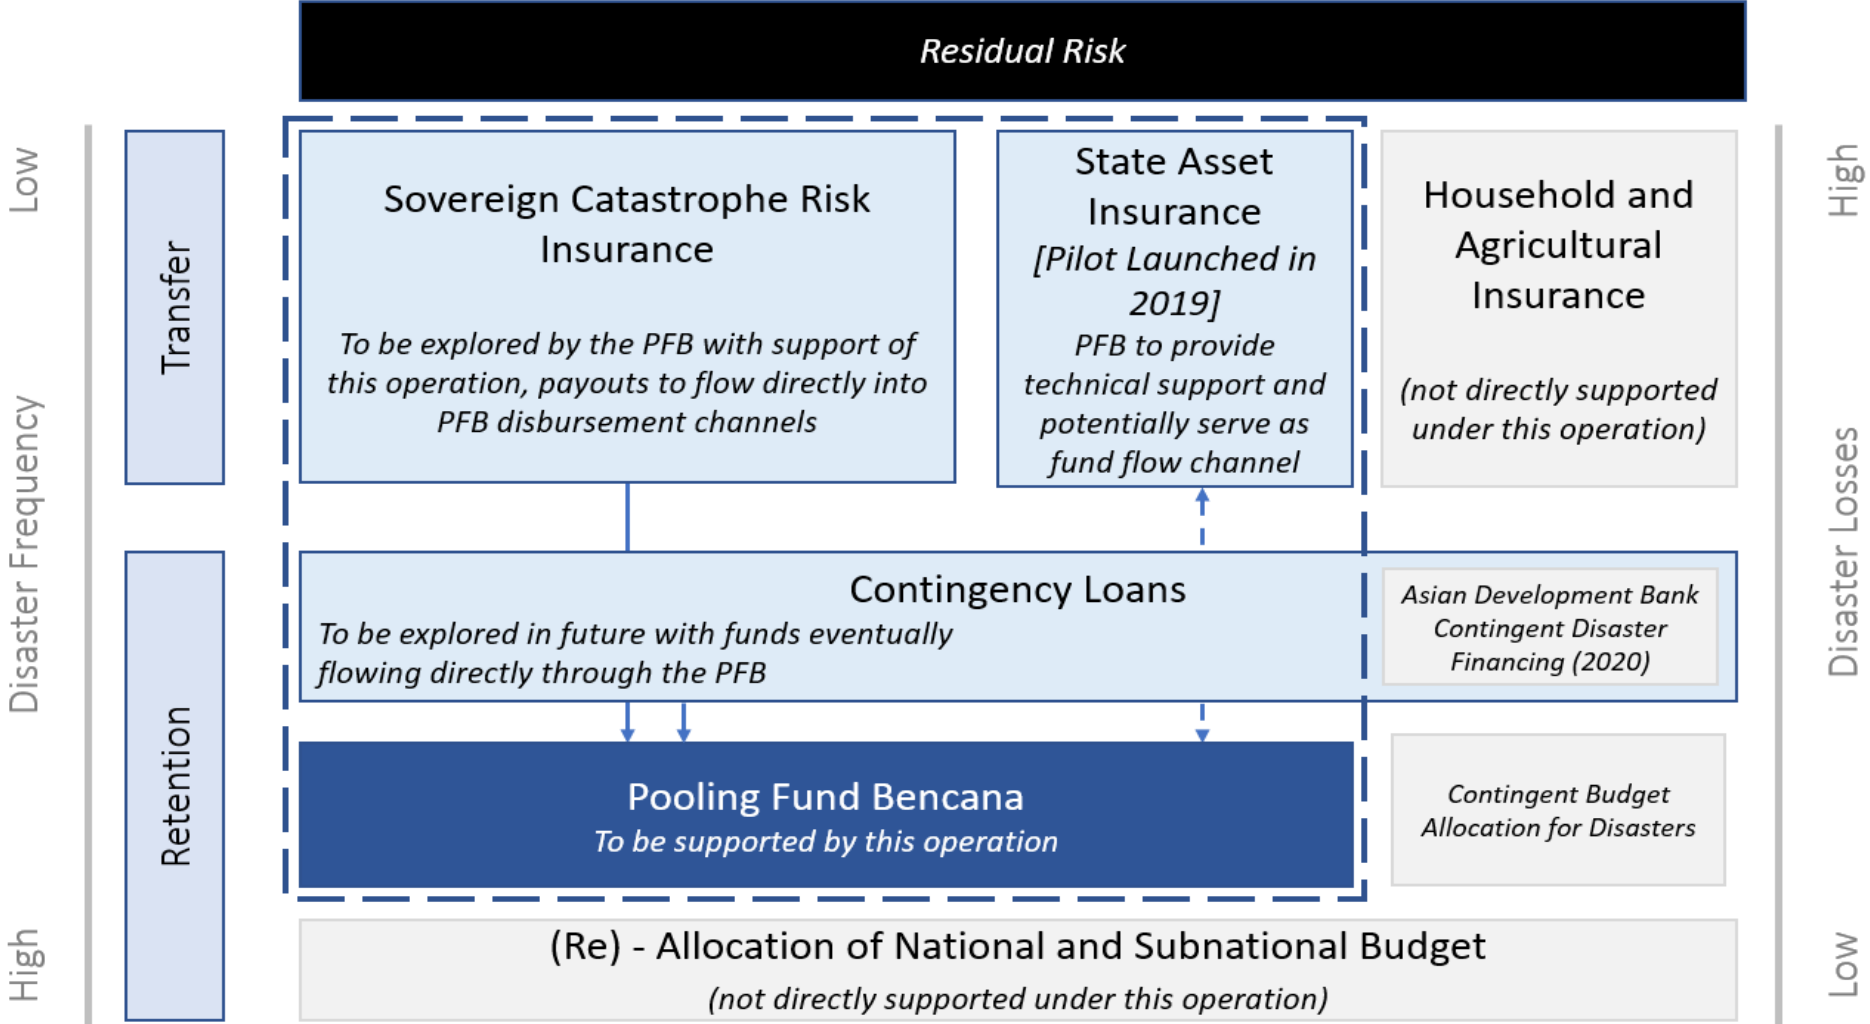 Residual Risk
Low
Disaster Frequency
High
Transfer
Retention
Sovereign Catastrophe Risk
Insurance
To be explored by the PFB with support of
this operation, payouts to flow directly into
PFB disbursement channels
State Asset
Insurance
[Pilot Launched in
2019]
PFB to provide
technical support and
potentially serve as
fund flow channel
Household and
Agricultural
Insurance
(not directly supported
under this operation)
Contingency Loans
To be explored in future with funds eventually
flowing directly through the PFB
Asian Development Bank
Contingent Disaster
Financing (2020)
Pooling Fund Bencana
To be supported by this operation
Contingent Budget
Allocation for Disasters
(Re) - Allocation of National and Subnational Budget
(not directly supported under this operation)
High
Disaster Losses
Low